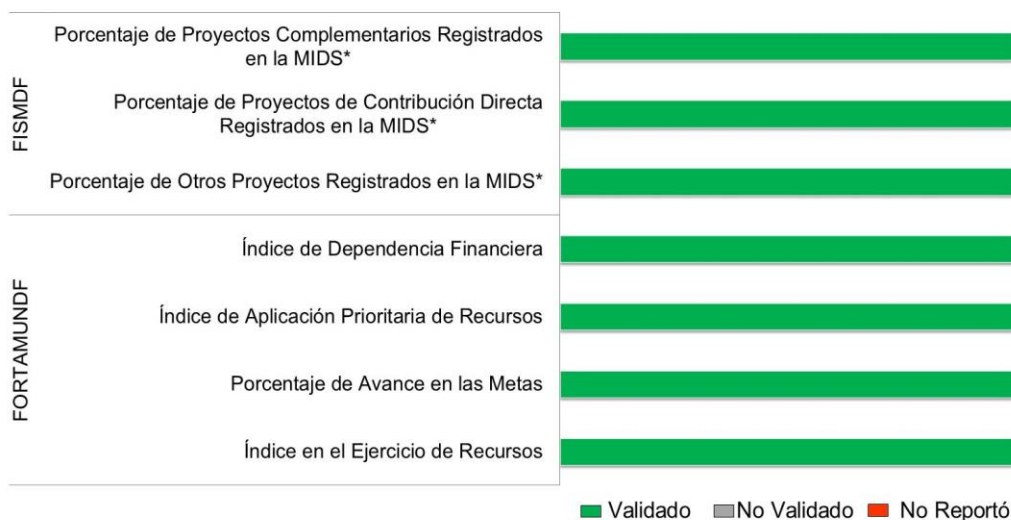 FISMDF
Porcentaje de Proyectos Complementarios Registrados
en la MIDS*
Porcentaje de Proyectos de Contribución Directa
Registrados en la MIDS*
Porcentaje de Otros Proyectos Registrados en la MIDS*
FORTAMUNDF
Índice de Dependencia Financiera
Índice de Aplicación Prioritaria de Recursos
Porcentaje de Avance en las Metas
Índice en el Ejercicio de Recursos
Validado No Validado No Reportó